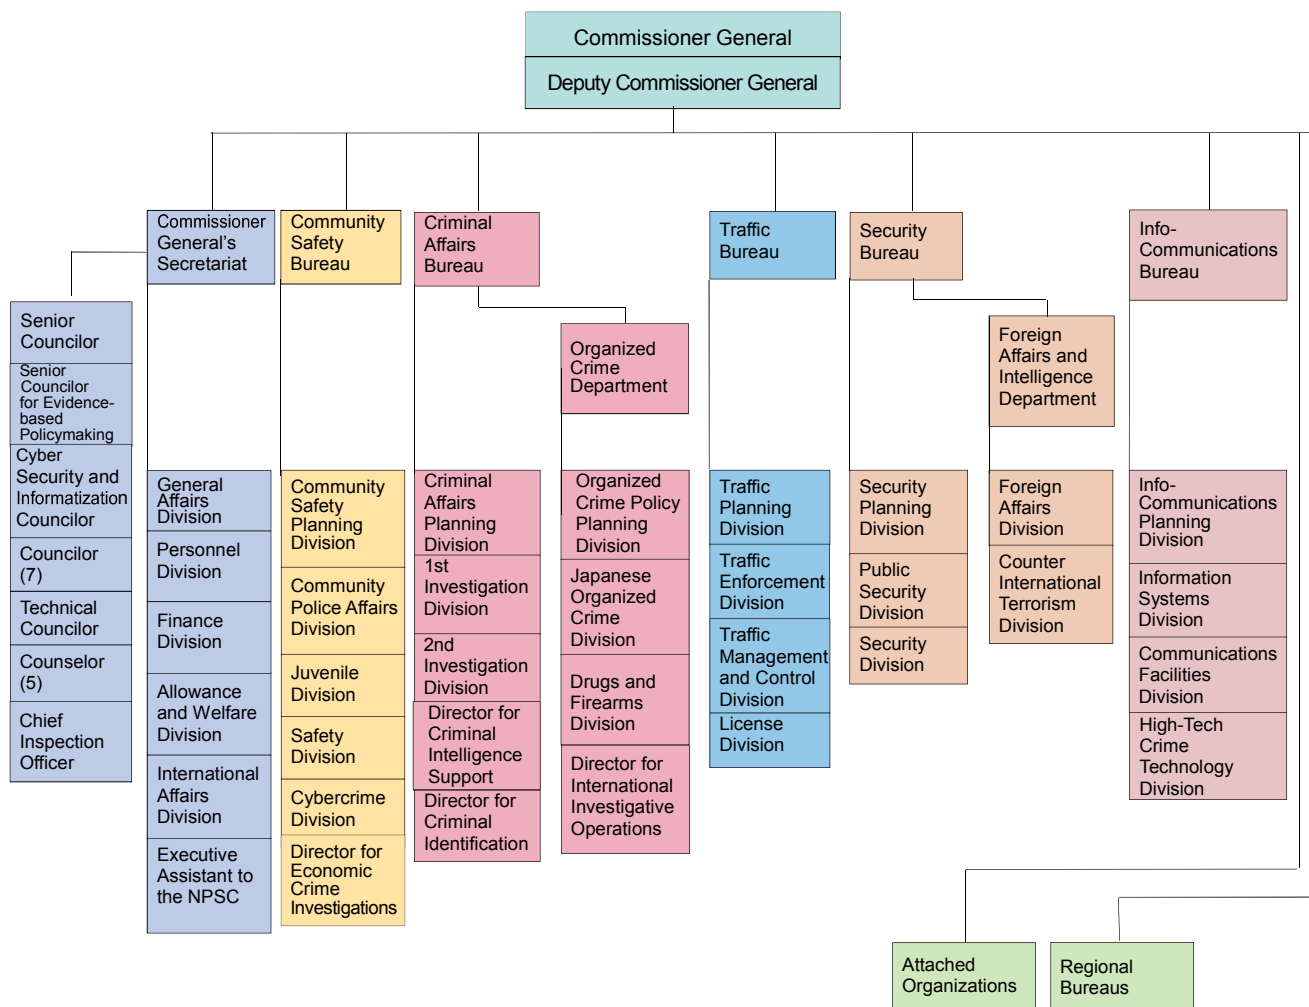 Commissioner General
Deputy Commissioner General
Commissioner
General's
Secretariat
Community
Safety
Bureau
Criminal
Affairs
Bureau
Traffic
Bureau
Security
Bureau
Info-
Communications
Bureau
Senior
Councilor
Senior
Councilor
for Evidence-
based
Policymaking
Cyber
Security and
Informatization
Councilor
Councilor
(7)
Technical
Councilor
Counselor
(5)
Chief
Inspection
Officer
Organized
Crime
Department
Foreign
Affairs and
Intelligence
Department
General
Affairs
Division
Personnel
Division
Finance
Division
Allowance
and Welfare
Division
International
Affairs
Division
Executive
Assistant to
the NPSC
Community
Safety
Planning
Division
Community
Police Affairs
Division
Juvenile
Division
Safety
Division
Cybercrime
Division
Director for
Economic
Crime
Investigations
Criminal
Affairs
Planning
Division
1st
Investigation
Division
2nd
Investigation
Division
Director for
Criminal
Intelligence
Support
Director for
Criminal
Identification
Organized
Crime Policy
Planning
Division
Japanese
Organized
Crime
Division
Drugs and
Firearms
Division
Director for
International
Investigative
Operations
Traffic
Planning
Division
Traffic
Enforcement
Division
Traffic
Management
and Control
Division
License
Division
Security
Planning
Division
Public
Security
Division
Security
Division
Foreign
Affairs
Division
Counter
International
Terrorism
Division
Info-
Communications
Planning
Division
Information
Systems
Division
Communications
Facilities
Division
High-Tech
Crime
Technology
Division
Attached
Organizations
Regional
Bureaus